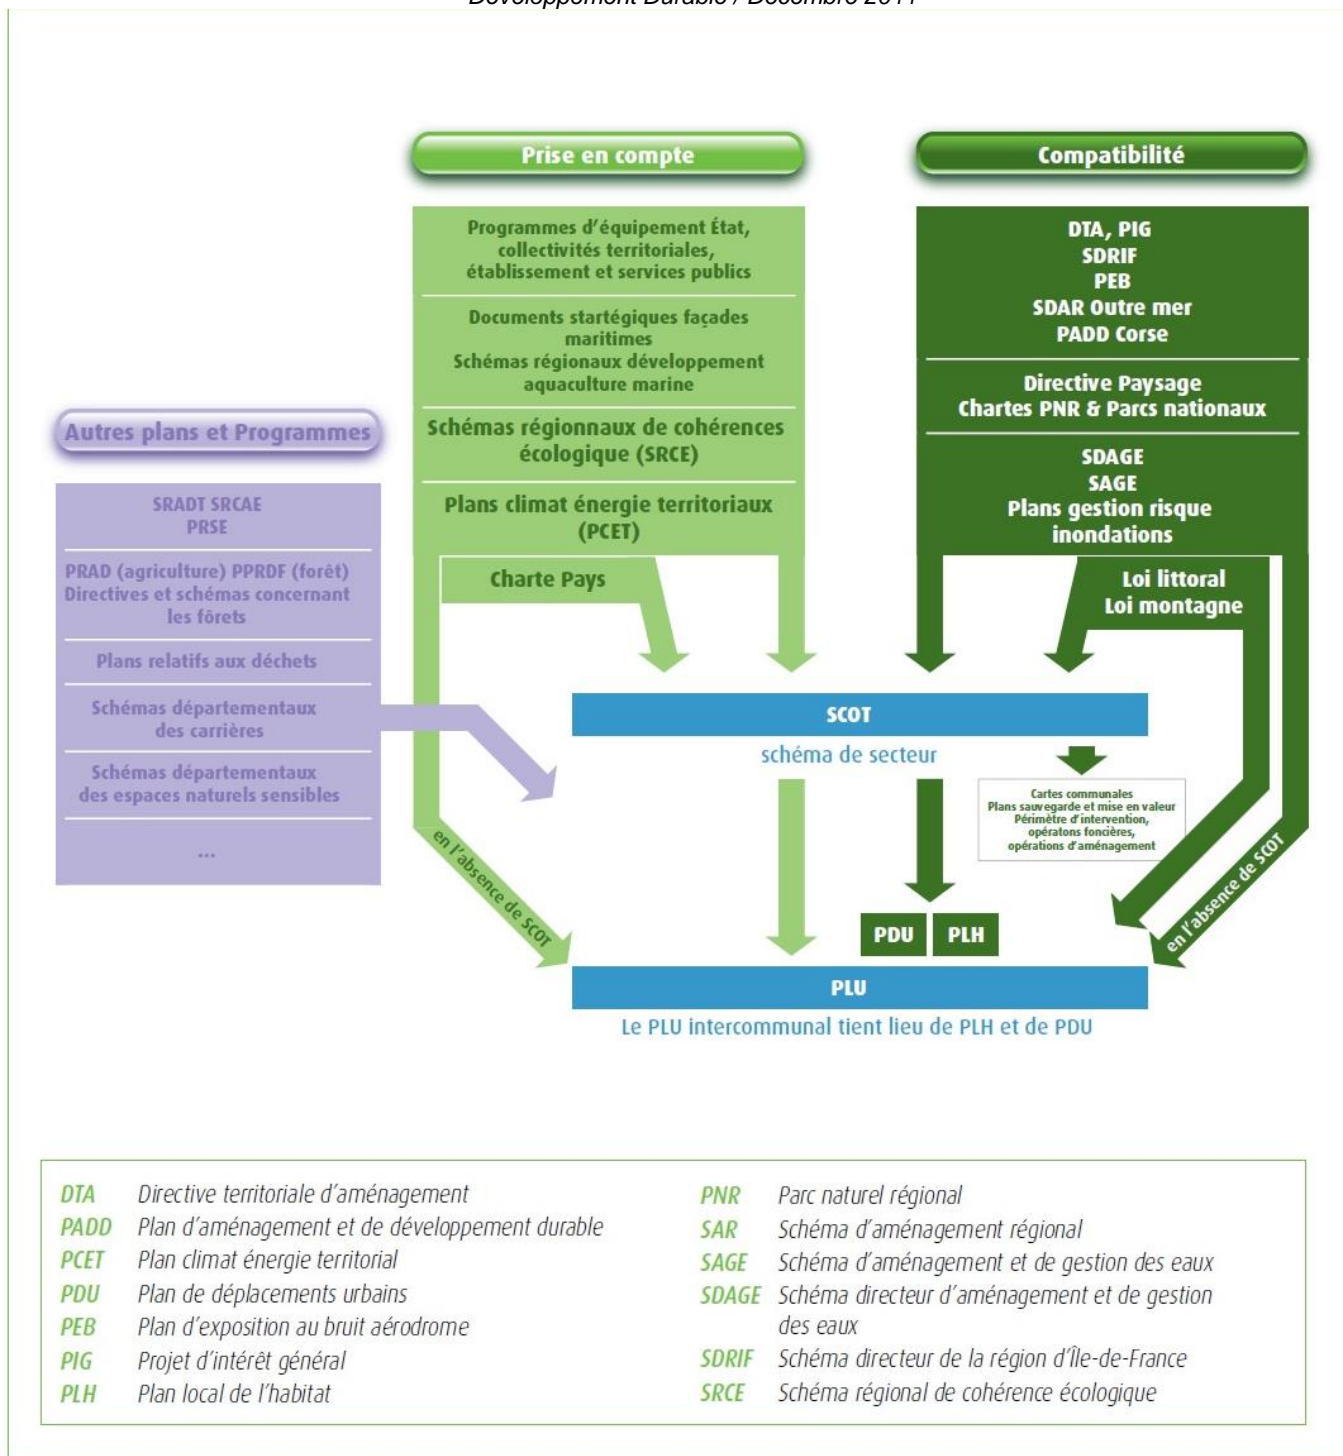 Développement Durable / Décembre 2011
Prise en compte
Programmes d'équipement État,
collectivités territoriales,
établissement et services publics
Documents startégiques façades
maritimes
Schémas régionaux développement
aquaculture marine
Schémas régionnaux de cohérences
écologique (SRCE)
Plans climat énergie territoriaux
(PCET)
Charte Pays
Compatibilité
DTA, PIG
SDRIF
PEB
SDAR Outre mer
PADD Corse
Directive Paysage
Chartes PNR & Parcs nationaux
SDAGE
SAGE
Plans gestion risque
inondations
Loi littoral
Loi montagne
Autres plans et Programmes
SRADT SRCAE
PRSE
PRAD (agriculture) PPRDF (forêt)
Directives et schémas concernant
les fôrets
Plans relatifs aux déchets
Schémas départementaux
des carrières
Schémas départementaux
des espaces naturels sensibles
...
SCOT
schéma de secteur
Cartes communales
Plans sauvegarde et mise en valeur
Périmètre d'intervention,
opératons foncières,
opérations d'aménagement
en l'absence de SCOT
en l'absence de SCOT
PDU
PLH
PLU
Le PLU intercommunal tient lieu de PLH et de PDU
DTA Directive territoriale d'aménagement
PADD Plan d'aménagement et de développement durable
PCET Plan climat énergie territorial
PDU Plan de déplacements urbains
PEB Plan d'exposition au bruit aérodrome
PIG Projet d'intérêt général
PLH Plan local de l'habitat
PNR Parc naturel régional
SAR Schéma d'aménagement régional
SAGE Schéma d'aménagement et de gestion des eaux
SDAGE Schéma directeur d'aménagement et de gestion
des eaux
SDRIF Schéma directeur de la région d'Île-de-France
SRCE Schéma régional de cohérence écologique